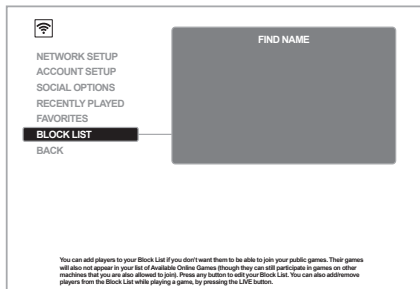 FIND NAME
NETWORK SETUP
ACCOUNT SETUP
SOCIAL OPTIONS
RECENTLY PLAYED
FAVORITES
BLOCK LIST
BACK
You can add players to your Block List if you don't want them to be able to join your public games. Their games
will also not appear in your list of Available Online Games (though they can still participate in games on other
machines that you are also allowed to join). Press any button to edit your Block List. You can also add/remove
players from the Block List while playing a game, by pressing the LIVE button.